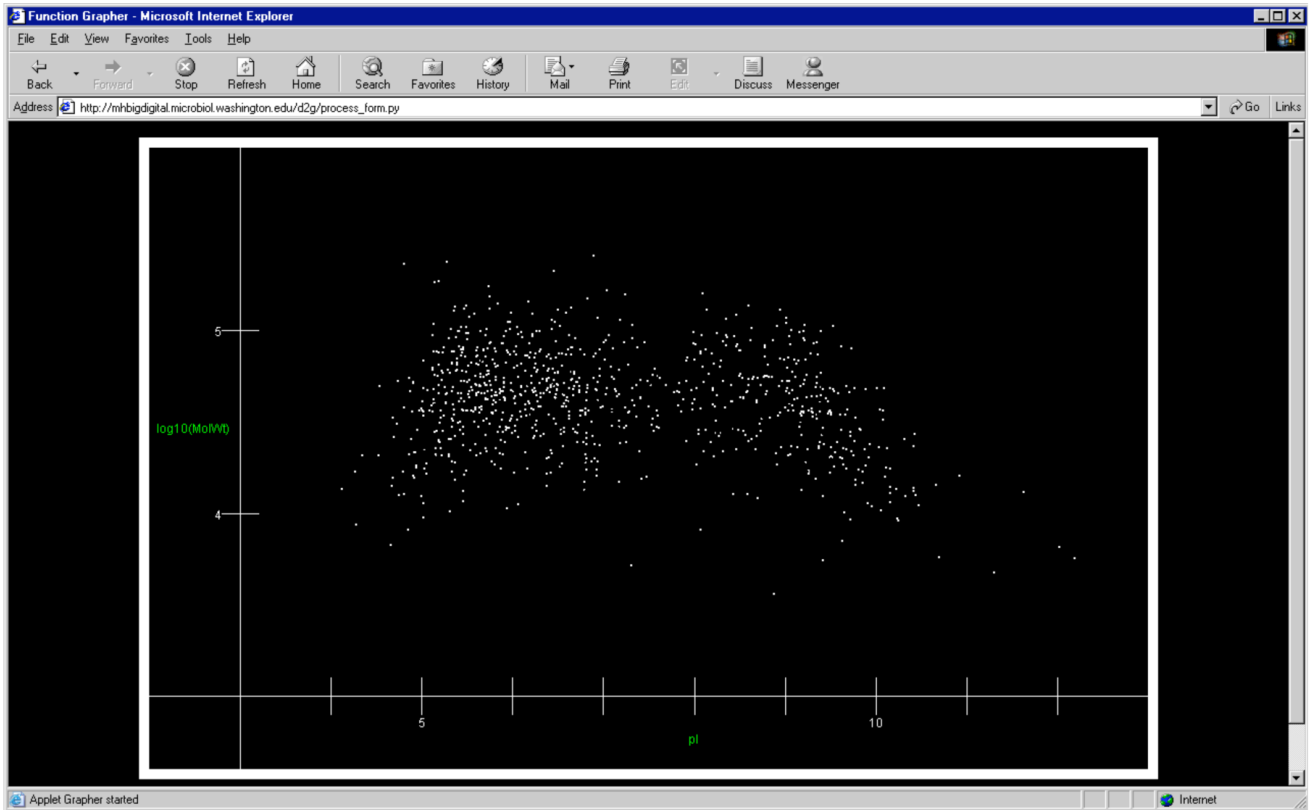 Function Grapher - Microsoft Internet Explorer
File Edit View Favorites Tools Help
Back Forward Stop Refresh Home Search Favorites History Mail Print Edit Discuss Messenger
Address http://mhbigdigital.microbiol.washington.edu/d2g/process_form.py Go Links
5
log10(MolWt)
4
5 10
pI
Applet Grapher started Internet